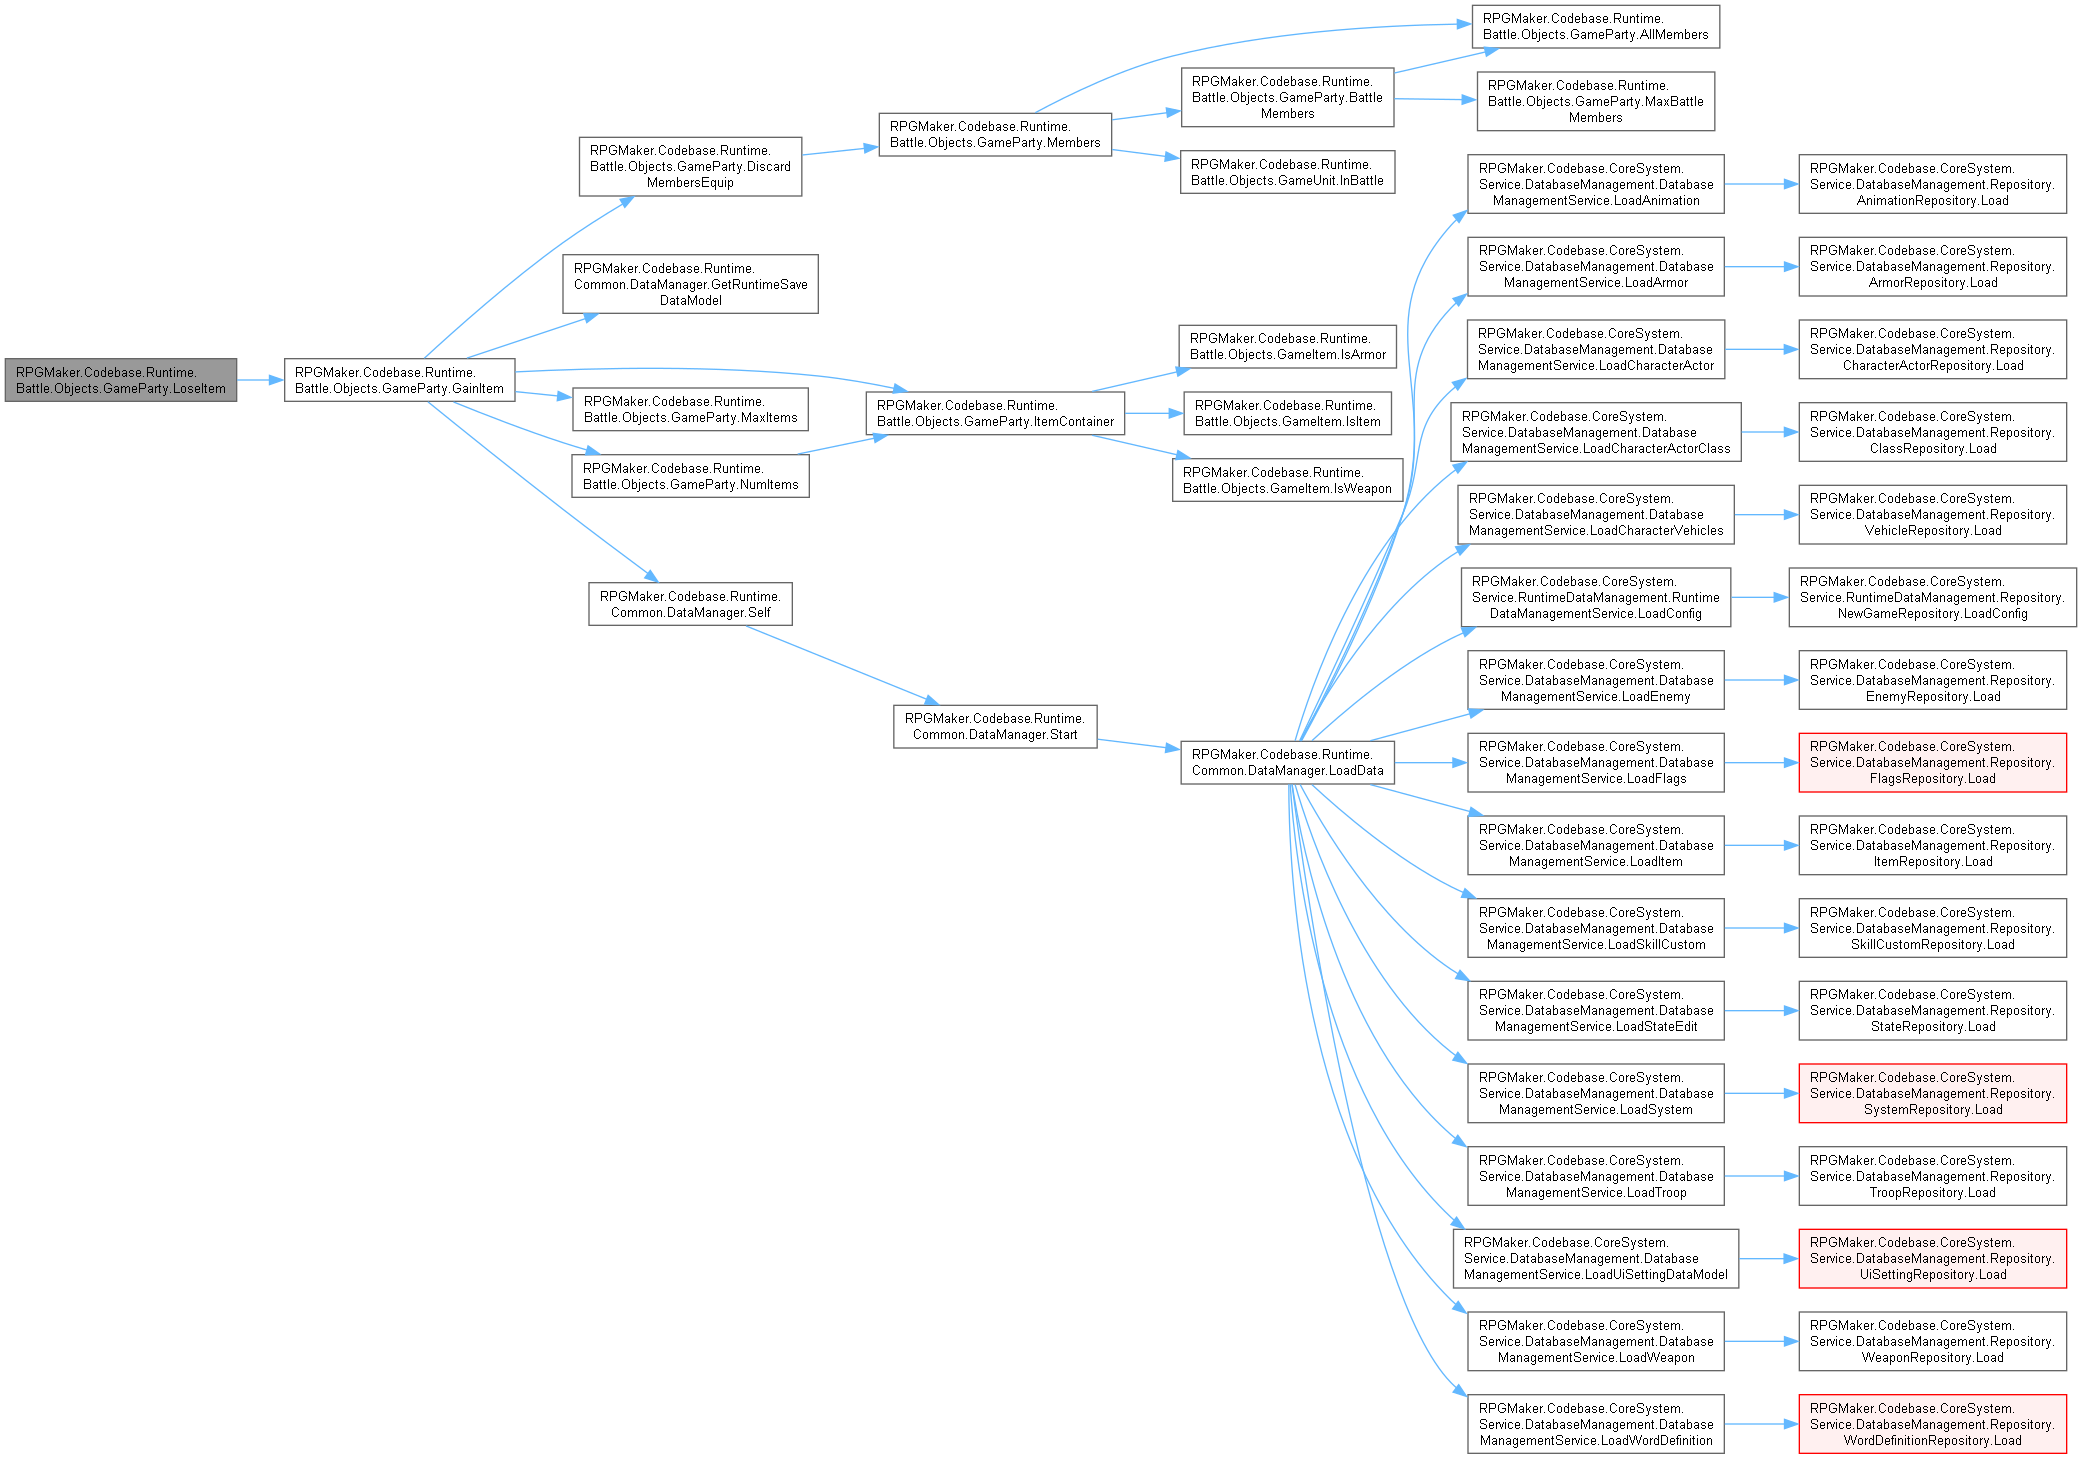 RPGMaker.Codebase.Runtime.
Battle.Objects.GameParty.LoseItem
RPGMaker.Codebase.Runtime.
Battle.Objects.GameParty.GainItem
RPGMaker.Codebase.Runtime.
Battle.Objects.GameParty.Discard
MembersEquip
RPGMaker.Codebase.Runtime.
Common.DataManager.GetRuntimeSave
DataModel
RPGMaker.Codebase.Runtime.
Battle.Objects.GameParty.MaxItems
RPGMaker.Codebase.Runtime.
Battle.Objects.GameParty.NumItems
RPGMaker.Codebase.Runtime.
Common.DataManager.Self
RPGMaker.Codebase.Runtime.
Battle.Objects.GameParty.Members
RPGMaker.Codebase.Runtime.
Battle.Objects.GameParty.ItemContainer
RPGMaker.Codebase.Runtime.
Common.DataManager.Start
RPGMaker.Codebase.Runtime.
Battle.Objects.GameParty.Battle
Members
RPGMaker.Codebase.Runtime.
Battle.Objects.GameUnit.InBattle
RPGMaker.Codebase.Runtime.
Battle.Objects.GameItem.IsArmor
RPGMaker.Codebase.Runtime.
Battle.Objects.GameItem.IsItem
RPGMaker.Codebase.Runtime.
Battle.Objects.GameItem.IsWeapon
RPGMaker.Codebase.Runtime.
Common.DataManager.LoadData
RPGMaker.Codebase.Runtime.
Battle.Objects.GameParty.AllMembers
RPGMaker.Codebase.Runtime.
Battle.Objects.GameParty.MaxBattle
Members
RPGMaker.Codebase.CoreSystem.
Service.DatabaseManagement.Database
ManagementService.LoadAnimation
RPGMaker.Codebase.CoreSystem.
Service.DatabaseManagement.Repository.
AnimationRepository.Load
RPGMaker.Codebase.CoreSystem.
Service.DatabaseManagement.Database
ManagementService.LoadArmor
RPGMaker.Codebase.CoreSystem.
Service.DatabaseManagement.Repository.
ArmorRepository.Load
RPGMaker.Codebase.CoreSystem.
Service.DatabaseManagement.Database
ManagementService.LoadCharacterActor
RPGMaker.Codebase.CoreSystem.
Service.DatabaseManagement.Repository.
CharacterActorRepository.Load
RPGMaker.Codebase.CoreSystem.
Service.DatabaseManagement.Database
ManagementService.LoadCharacterActorClass
RPGMaker.Codebase.CoreSystem.
Service.DatabaseManagement.Repository.
ClassRepository.Load
RPGMaker.Codebase.CoreSystem.
Service.DatabaseManagement.Database
ManagementService.LoadCharacterVehicles
RPGMaker.Codebase.CoreSystem.
Service.DatabaseManagement.Repository.
VehicleRepository.Load
RPGMaker.Codebase.CoreSystem.
Service.RuntimeDataManagement.Runtime
DataManagementService.LoadConfig
RPGMaker.Codebase.CoreSystem.
Service.RuntimeDataManagement.Repository.
NewGameRepository.LoadConfig
RPGMaker.Codebase.CoreSystem.
Service.DatabaseManagement.Database
ManagementService.LoadEnemy
RPGMaker.Codebase.CoreSystem.
Service.DatabaseManagement.Repository.
EnemyRepository.Load
RPGMaker.Codebase.CoreSystem.
Service.DatabaseManagement.Database
ManagementService.LoadFlags
RPGMaker.Codebase.CoreSystem.
Service.DatabaseManagement.Repository.
FlagsRepository.Load
RPGMaker.Codebase.CoreSystem.
Service.DatabaseManagement.Database
ManagementService.LoadItem
RPGMaker.Codebase.CoreSystem.
Service.DatabaseManagement.Repository.
ItemRepository.Load
RPGMaker.Codebase.CoreSystem.
Service.DatabaseManagement.Database
ManagementService.LoadSkillCustom
RPGMaker.Codebase.CoreSystem.
Service.DatabaseManagement.Repository.
SkillCustomRepository.Load
RPGMaker.Codebase.CoreSystem.
Service.DatabaseManagement.Database
ManagementService.LoadStateEdit
RPGMaker.Codebase.CoreSystem.
Service.DatabaseManagement.Repository.
StateRepository.Load
RPGMaker.Codebase.CoreSystem.
Service.DatabaseManagement.Database
ManagementService.LoadSystem
RPGMaker.Codebase.CoreSystem.
Service.DatabaseManagement.Repository.
SystemRepository.Load
RPGMaker.Codebase.CoreSystem.
Service.DatabaseManagement.Database
ManagementService.LoadTroop
RPGMaker.Codebase.CoreSystem.
Service.DatabaseManagement.Repository.
TroopRepository.Load
RPGMaker.Codebase.CoreSystem.
Service.DatabaseManagement.Database
ManagementService.LoadUiSettingDataModel
RPGMaker.Codebase.CoreSystem.
Service.DatabaseManagement.Repository.
UiSettingRepository.Load
RPGMaker.Codebase.CoreSystem.
Service.DatabaseManagement.Database
ManagementService.LoadWeapon
RPGMaker.Codebase.CoreSystem.
Service.DatabaseManagement.Repository.
WeaponRepository.Load
RPGMaker.Codebase.CoreSystem.
Service.DatabaseManagement.Database
ManagementService.LoadWordDefinition
RPGMaker.Codebase.CoreSystem.
Service.DatabaseManagement.Repository.
WordDefinitionRepository.Load